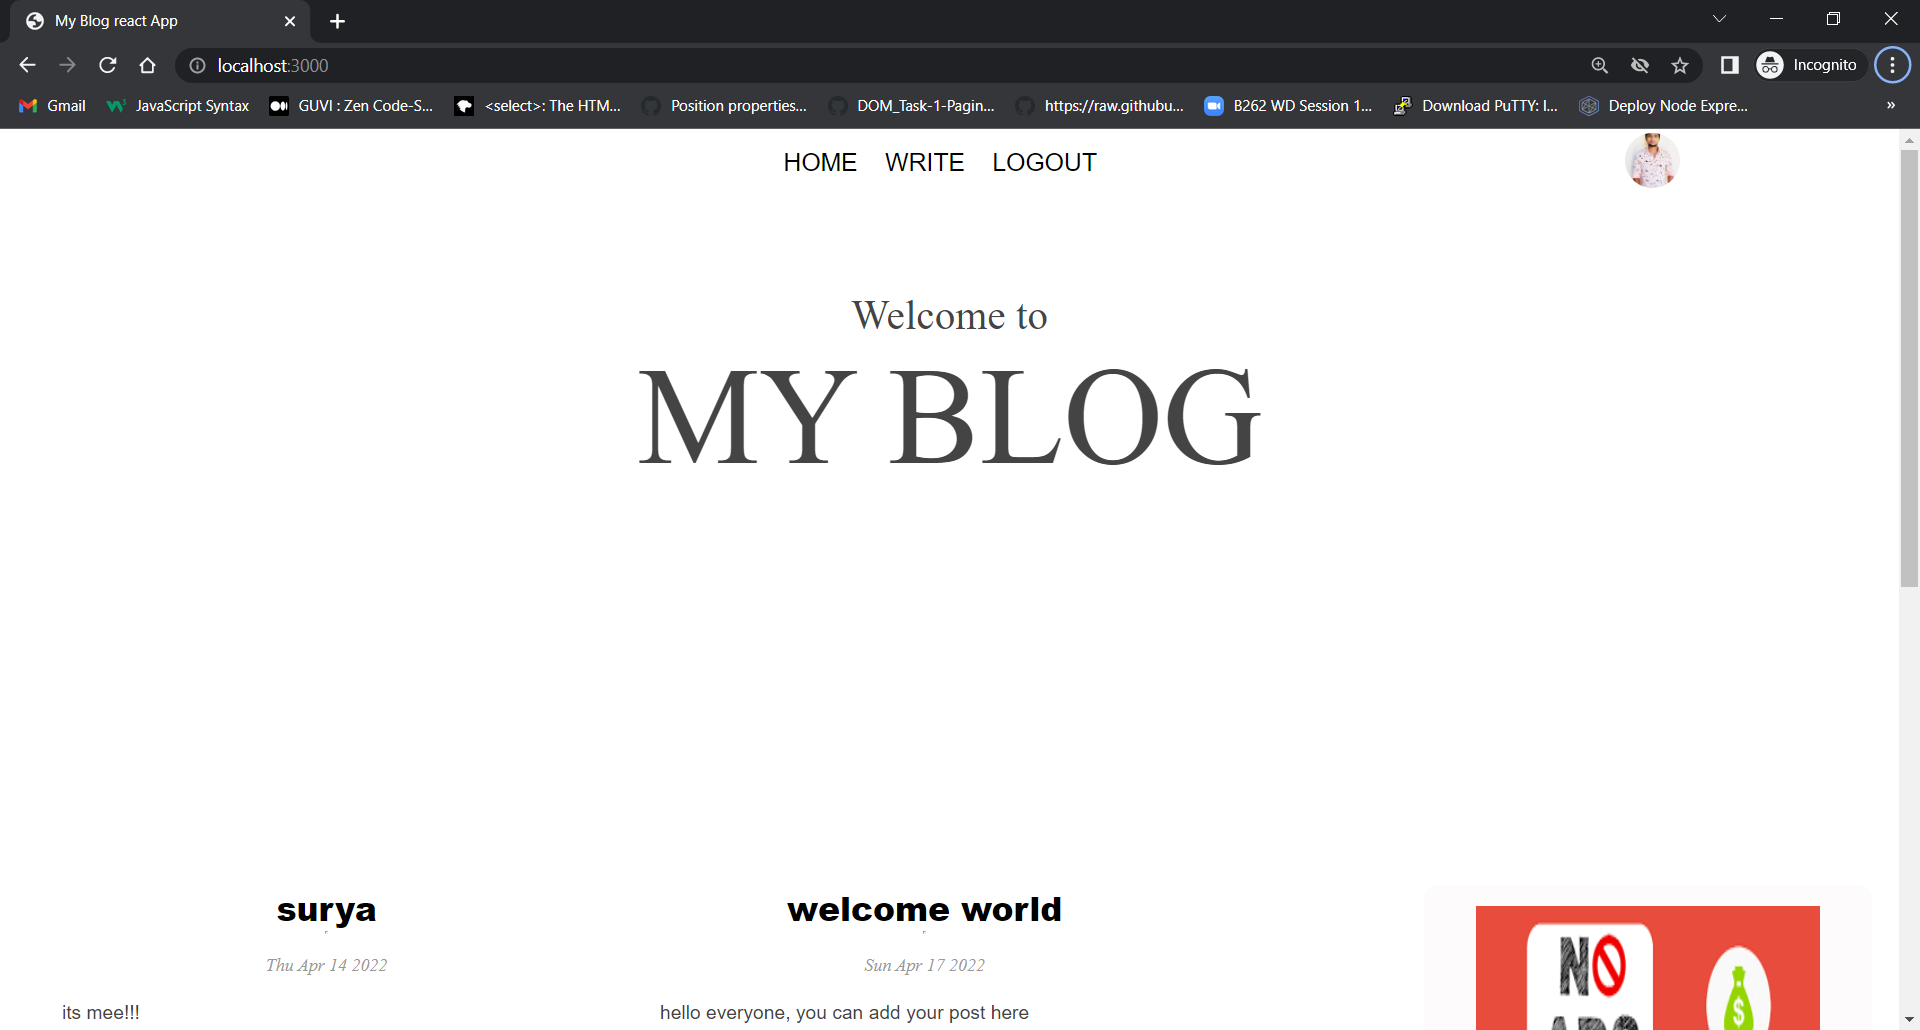 My Blog react App
localhost:3000
Incognito
Gmail
JavaScript Syntax
GUVI : Zen Code-S...
<select>: The HTM...
Position properties...
DOM_Task-1-Pagin...
https://raw.githubu...
B262 WD Session 1...
Download PuTTY: l...
Deploy Node Expre...
»
HOME WRITE LOGOUT
Welcome to
MY BLOG
surya
Thu Apr 14 2022
its mee!!!
welcome world
Sun Apr 17 2022
hello everyone, you can add your post here
NO
$